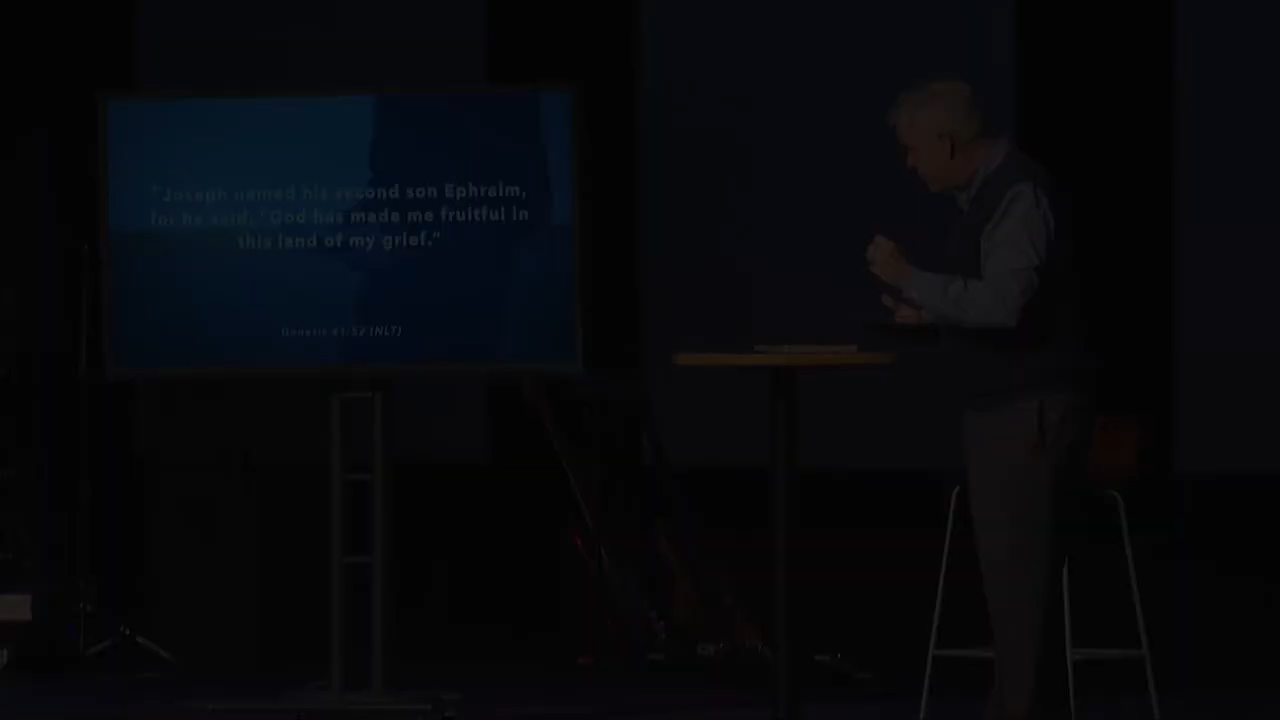 "Joseph named his second son Ephraim,
for he said, "God has made me fruitful in
this land of my grief."
Genesis 41:52 (NLT)